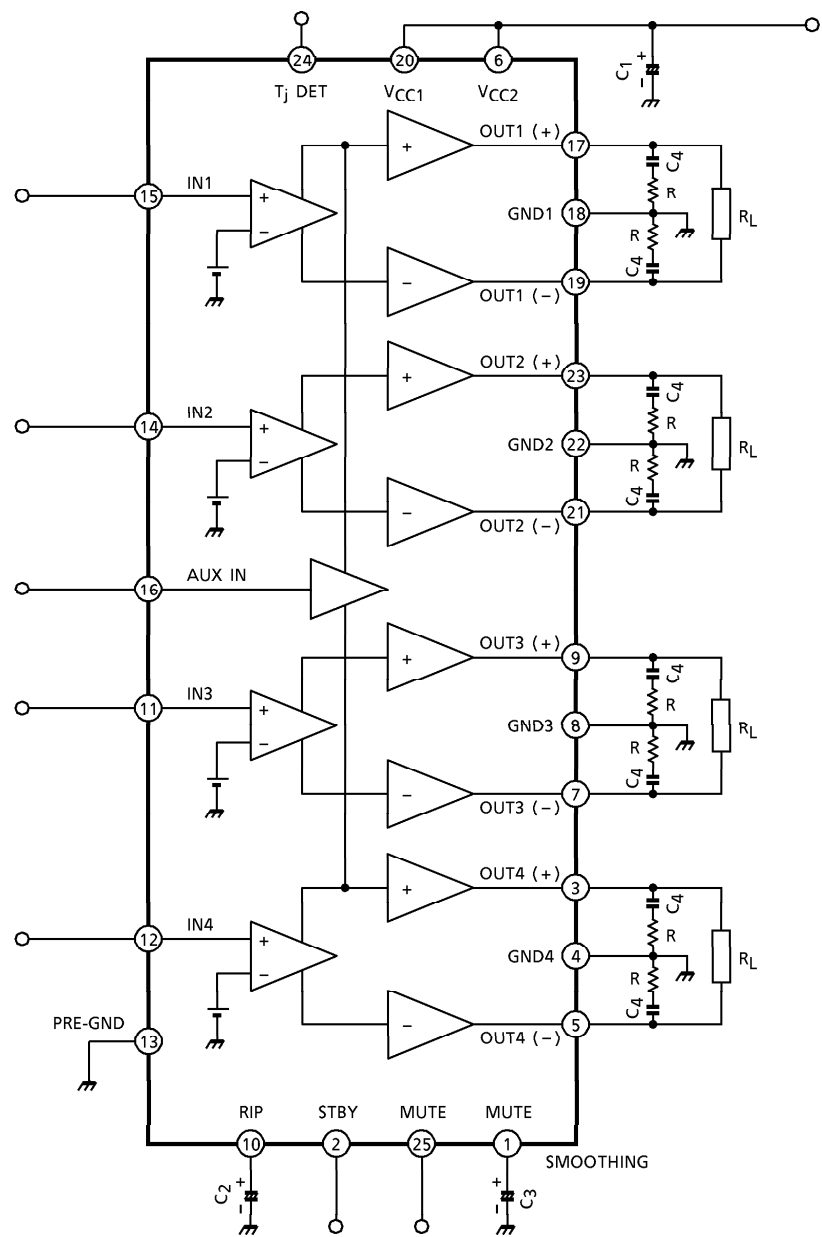 24 20 6
Tj DET VCC1 VCC2
C1 + -
OUT1 (+) 17
+
C4
R
15 IN1
+
-
GND1 18
RL
R
C4
-
OUT1 (-) 19
OUT2 (+) 23
+
C4
R
14 IN2
+
-
GND2 22
RL
R
C4
-
OUT2 (-) 21
16 AUX IN
OUT3 (+) 9
+
C4
R
11 IN3
+
-
GND3 8
RL
R
C4
-
OUT3 (-) 7
OUT4 (+) 3
+
C4
R
12 IN4
+
-
GND4 4
RL
R
C4
-
OUT4 (-) 5
PRE-GND
13
RIP STBY MUTE MUTE
10 2 25 1
SMOOTHING
C2 + -
+ - C3